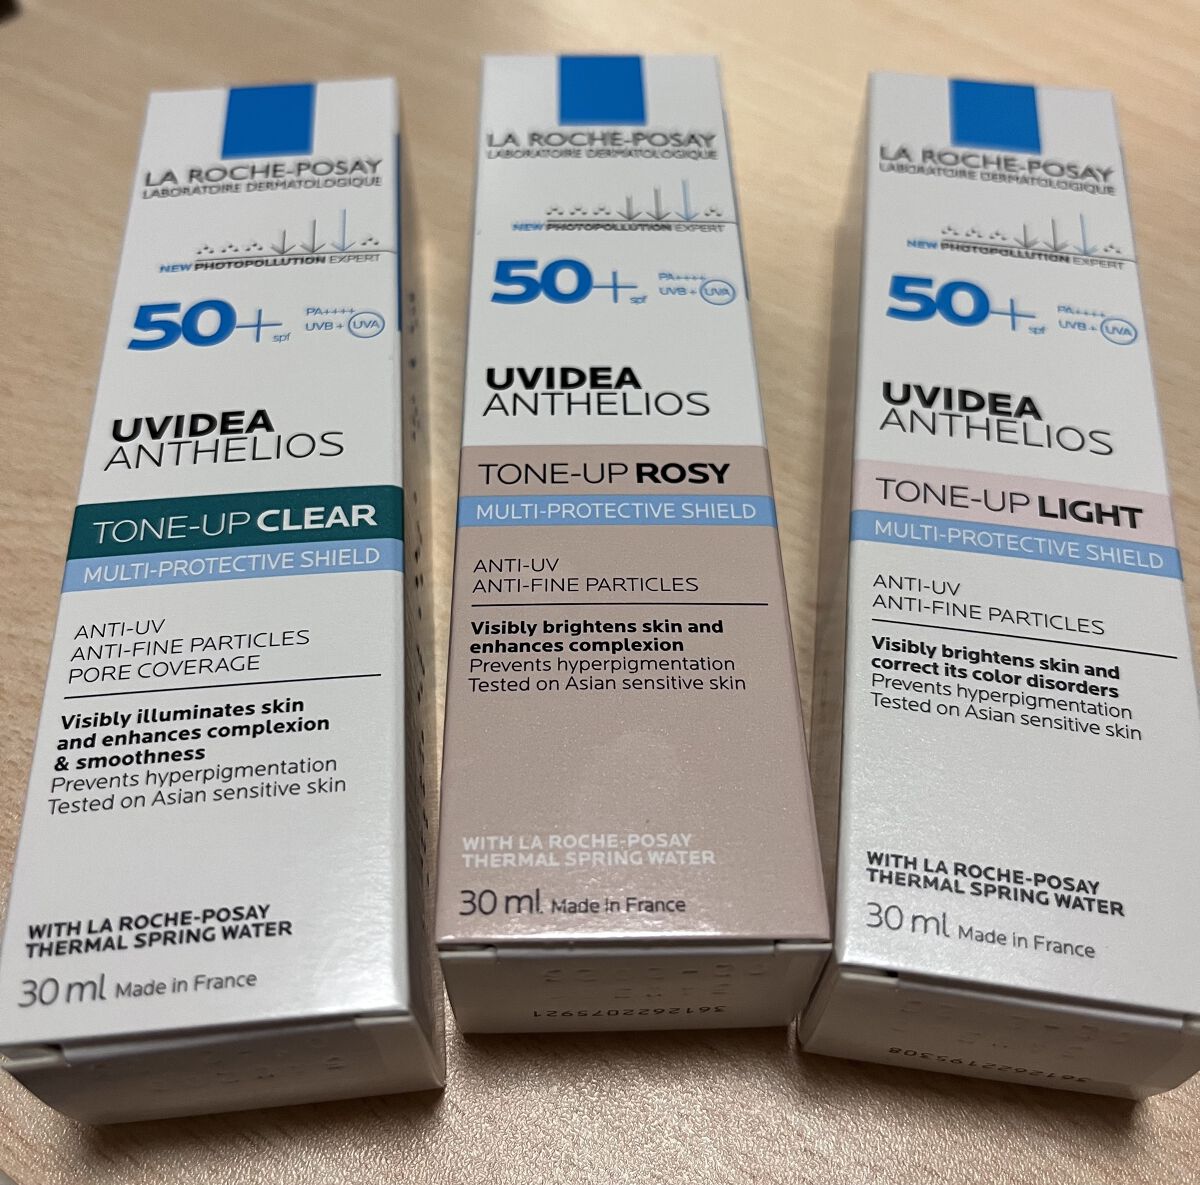 LA ROCHE-POSAY
LABORATOIRE DERMATOLOGIQUE
NEW PHOTOPOLLUTION EXPERT
50+ spf
PA++++
UVB + UVA
UVIDEA
ANTHELIOS
TONE-UP CLEAR
MULTI-PROTECTIVE SHIELD
ANTI-UV
ANTI-FINE PARTICLES
PORE COVERAGE
Visibly illuminates skin
and enhances complexion
& smoothness
Prevents hyperpigmentation
Tested on Asian sensitive skin
WITH LA ROCHE-POSAY
THERMAL SPRING WATER
30 ml Made in France
LA ROCHE-POSAY
LABORATOIRE DERMATOLOGIQUE
NEW PHOTOPOLLUTION EXPERT
50+ spf
PA++++
UVB + UVA
UVIDEA
ANTHELIOS
TONE-UP ROSY
MULTI-PROTECTIVE SHIELD
ANTI-UV
ANTI-FINE PARTICLES
Visibly brightens skin and
enhances complexion
Prevents hyperpigmentation
Tested on Asian sensitive skin
WITH LA ROCHE-POSAY
THERMAL SPRING WATER
30 ml Made in France
3612622075921
LA ROCHE-POSAY
LABORATOIRE DERMATOLOGIQUE
NEW PHOTOPOLLUTION EXPERT
50+ spf
PA++++
UVB + UVA
UVIDEA
ANTHELIOS
TONE-UP LIGHT
MULTI-PROTECTIVE SHIELD
ANTI-UV
ANTI-FINE PARTICLES
Visibly brightens skin and
correct its color disorders
Prevents hyperpigmentation
Tested on Asian sensitive skin
WITH LA ROCHE-POSAY
THERMAL SPRING WATER
30 ml Made in France
3612622195308